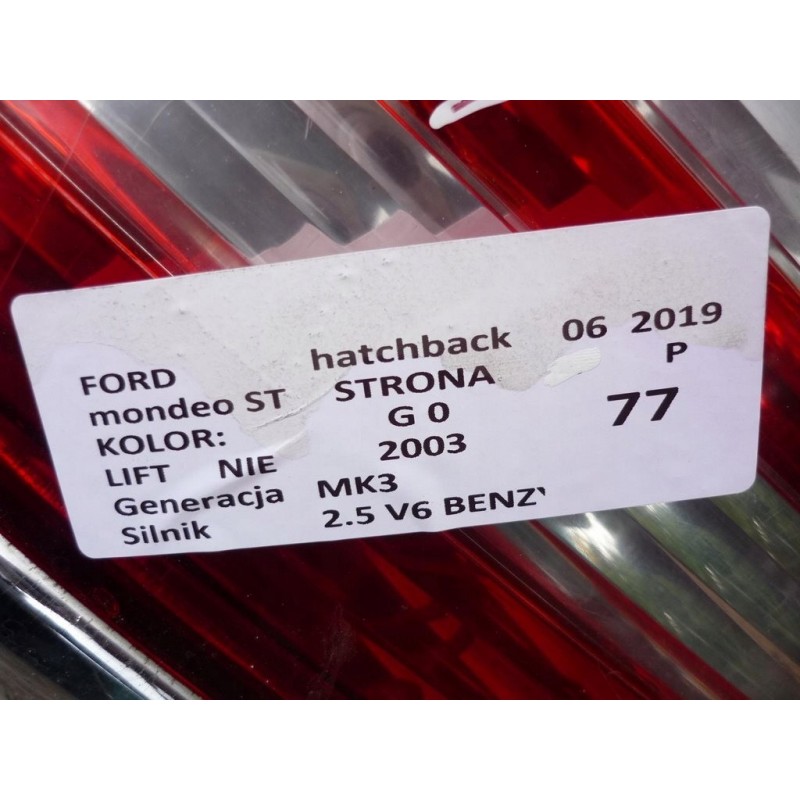 FORD hatchback 06 2019
mondeo ST STRONA P
KOLOR: G 0 77
LIFT NIE 2003
Generacja MK3
Silnik 2.5 V6 BENZY